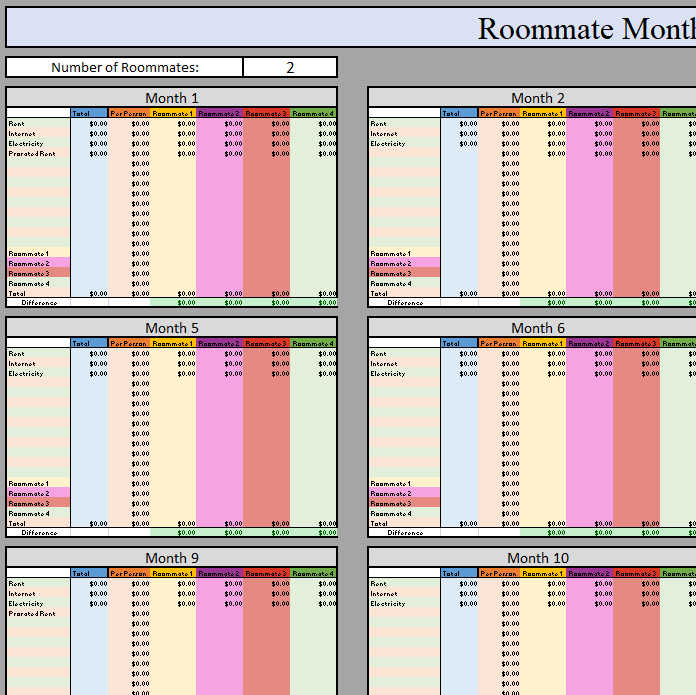 Roommate Month
Number of Roommates: 2
Month 1 Month 2
Total Per Person Roommate 1 Roommate 2 Roommate 3 Roommate 4 Total Per Person Roommate 1 Roommate 2 Roommate 3 Roommate
Rent $0.00 $0.00 $0.00 $0.00 $0.00 $0.00 Rent $0.00 $0.00 $0.00 $0.00 $0.00 $0
Internet $0.00 $0.00 $0.00 $0.00 $0.00 $0.00 Internet $0.00 $0.00 $0.00 $0.00 $0.00 $0
Electricity $0.00 $0.00 $0.00 $0.00 $0.00 $0.00 Electricity $0.00 $0.00 $0.00 $0.00 $0.00 $0
Prorated Rent $0.00 $0.00 $0.00 $0.00 $0.00 $0.00 $0.00 $0.00 $0.00 $0.00 $0.00 $0
$0.00 $0.00
$0.00 $0.00
$0.00 $0.00
$0.00 $0.00
$0.00 $0.00
$0.00 $0.00
$0.00 $0.00
$0.00 $0.00
$0.00 $0.00
Roommate 1 $0.00 Roommate 1 $0.00
Roommate 2 $0.00 Roommate 2 $0.00
Roommate 3 $0.00 Roommate 3 $0.00
Roommate 4 $0.00 Roommate 4 $0.00
Total $0.00 $0.00 $0.00 $0.00 $0.00 $0.00 Total $0.00 $0.00 $0.00 $0.00 $0.00 $0
Difference $0.00 $0.00 $0.00 $0.00 Difference $0.00 $0.00 $0.00 $0
Month 5 Month 6
Total Per Person Roommate 1 Roommate 2 Roommate 3 Roommate 4 Total Per Person Roommate 1 Roommate 2 Roommate 3 Roommate
Rent $0.00 $0.00 $0.00 $0.00 $0.00 $0.00 Rent $0.00 $0.00 $0.00 $0.00 $0.00 $0
Internet $0.00 $0.00 $0.00 $0.00 $0.00 $0.00 Internet $0.00 $0.00 $0.00 $0.00 $0.00 $0
Electricity $0.00 $0.00 $0.00 $0.00 $0.00 $0.00 Electricity $0.00 $0.00 $0.00 $0.00 $0.00 $0
$0.00 $0.00
$0.00 $0.00
$0.00 $0.00
$0.00 $0.00
$0.00 $0.00
$0.00 $0.00
$0.00 $0.00
$0.00 $0.00
$0.00 $0.00
$0.00 $0.00
Roommate 1 $0.00 Roommate 1 $0.00
Roommate 2 $0.00 Roommate 2 $0.00
Roommate 3 $0.00 Roommate 3 $0.00
Roommate 4 $0.00 Roommate 4 $0.00
Total $0.00 $0.00 $0.00 $0.00 $0.00 $0.00 Total $0.00 $0.00 $0.00 $0.00 $0.00 $0
Difference $0.00 $0.00 $0.00 $0.00 Difference $0.00 $0.00 $0.00 $0
Month 9 Month 10
Total Per Person Roommate 1 Roommate 2 Roommate 3 Roommate 4 Total Per Person Roommate 1 Roommate 2 Roommate 3 Roommate
Rent $0.00 $0.00 $0.00 $0.00 $0.00 $0.00 Rent $0.00 $0.00 $0.00 $0.00 $0.00 $0
Internet $0.00 $0.00 $0.00 $0.00 $0.00 $0.00 Internet $0.00 $0.00 $0.00 $0.00 $0.00 $0
Electricity $0.00 $0.00 $0.00 $0.00 $0.00 $0.00 Electricity $0.00 $0.00 $0.00 $0.00 $0.00 $0
Prorated Rent $0.00 $0.00
$0.00 $0.00
$0.00 $0.00
$0.00 $0.00
$0.00 $0.00
$0.00 $0.00
$0.00 $0.00
$0.00 $0.00
$0.00 $0.00